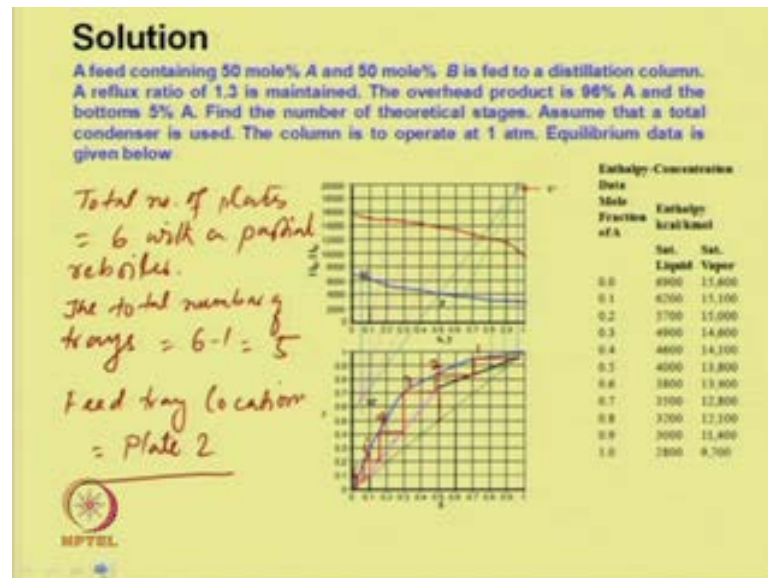 Solution
A feed containing 50 mole% A and 50 mole% B is fed to a distillation column.
A reflux ratio of 1.3 is maintained. The overhead product is 96% A and the
bottoms 5% A. Find the number of theoretical stages. Assume that a total
condenser is used. The column is to operate at 1 atm. Equilibrium data is
given below
Total no. of plates
= 6 with a partial
reboiler.
The total number of
trays = 6-1 = 5
Feed tray location
= Plate 2
Enthalpy-Concentration
Data
Mole Fraction of A
Enthalpy kcal/kmol
Sat. Liquid
Sat. Vapor
0.0 6900 15,600
0.1 6200 15,100
0.2 5700 15,000
0.3 4900 14,600
0.4 4600 14,100
0.5 4000 13,800
0.6 3800 13,600
0.7 3500 12,800
0.8 3200 12,100
0.9 3000 11,400
1.0 2800 9,700
NPTEL